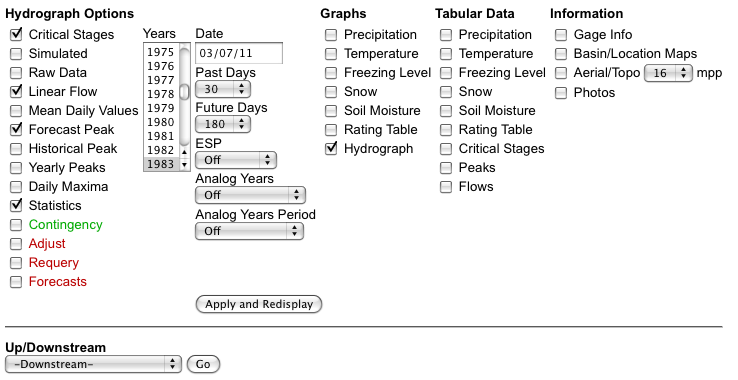 Hydrograph Options
Critical Stages
Simulated
Raw Data
Linear Flow
Mean Daily Values
Forecast Peak
Historical Peak
Yearly Peaks
Daily Maxima
Statistics
Contingency
Adjust
Requery
Forecasts
Years
1975
1976
1977
1978
1979
1980
1981
1982
1983
Date
03/07/11
Past Days
30
Future Days
180
ESP
Off
Analog Years
Off
Analog Years Period
Off
Apply and Redisplay
Graphs
Precipitation
Temperature
Freezing Level
Snow
Soil Moisture
Rating Table
Hydrograph
Tabular Data
Precipitation
Temperature
Freezing Level
Snow
Soil Moisture
Rating Table
Critical Stages
Peaks
Flows
Information
Gage Info
Basin/Location Maps
Aerial/Topo 16 mpp
Photos
Up/Downstream
-Downstream- Go